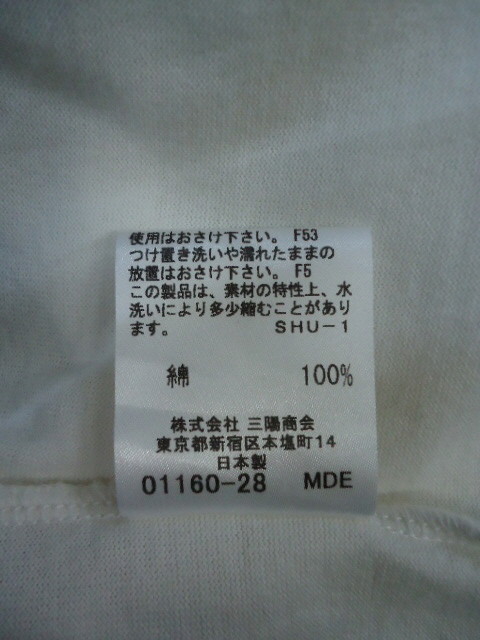 使用はおさけ下さい。 F53
つけ置き洗いや濡れたままの
放置はおさけ下さい。 F5
この製品は、素材の特性上、水
洗いにより多少縮むことがあり
ます。 SHU-1
綿 100%
株式会社 三陽商会
東京都新宿区本塩町14
日本製
01160-28 MDE